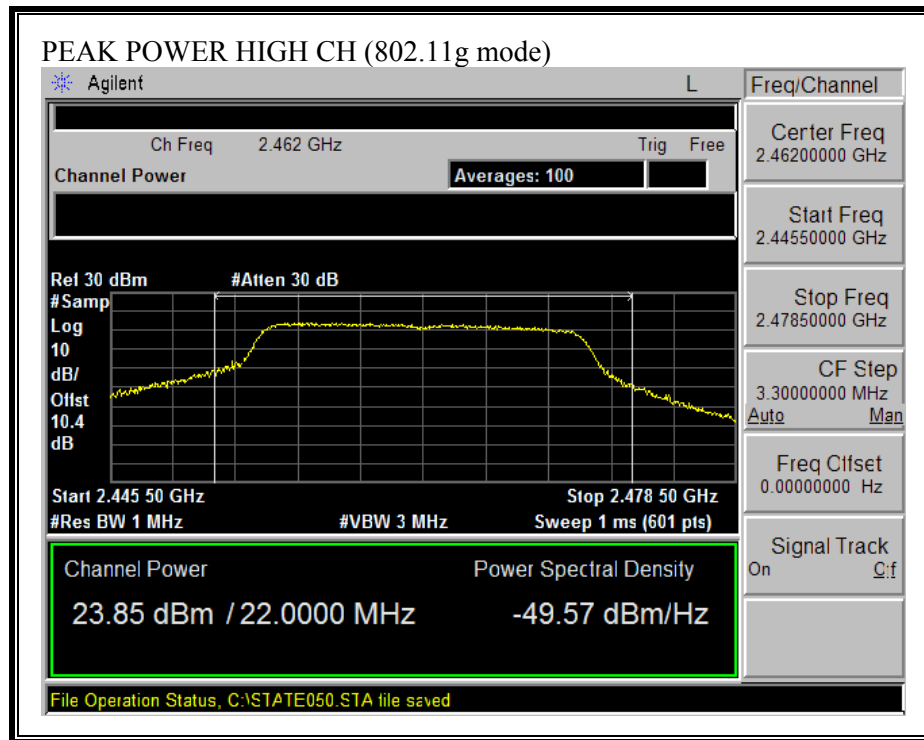 PEAK POWER HIGH CH (802.11g mode)
Agilent L Freq/Channel
Ch Freq 2.462 GHz Trig Free
Channel Power Averages: 100
Center Freq
2.46200000 GHz
Start Freq
2.44550000 GHz
Stop Freq
2.47850000 GHz
CF Step
3.30000000 MHz
Auto Man
Freq Offset
0.00000000 Hz
Signal Track
On Off
Ref 30 dBm #Atten 30 dB
#Samp
Log
10
dB/
Offst
10.4
dB
Start 2.445 50 GHz Stop 2.478 50 GHz
#Res BW 1 MHz #VBW 3 MHz Sweep 1 ms (601 pts)
Channel Power Power Spectral Density
23.85 dBm / 22.0000 MHz -49.57 dBm/Hz
File Operation Status, C:\STATE050.STA file saved